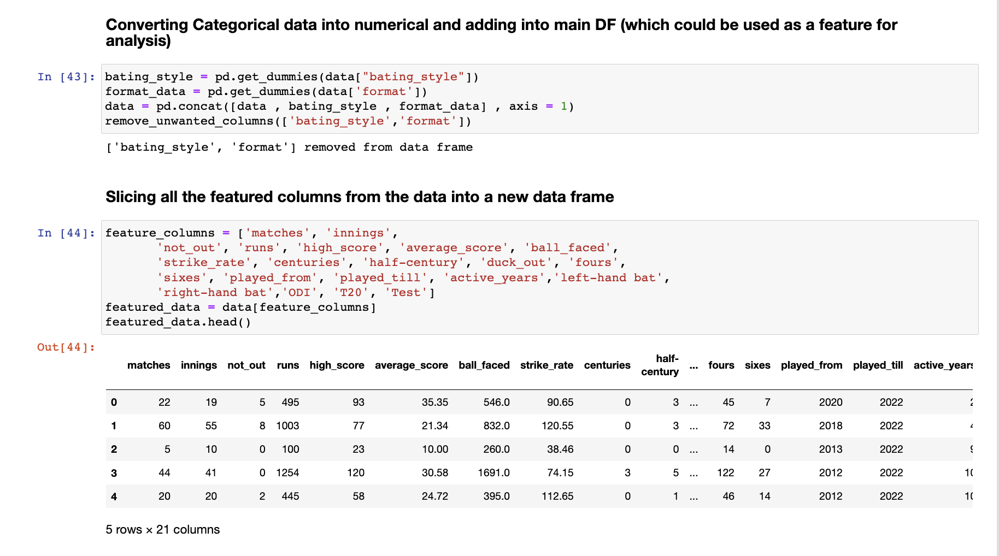 Converting Categorical data into numerical and adding into main DF (which could be used as a feature for
analysis)
In [43]: bating_style = pd.get_dummies(data["bating_style"])
format_data = pd.get_dummies(data['format'])
data = pd.concat([data , bating_style , format_data] , axis = 1)
remove_unwanted_columns(['bating_style','format'])
['bating_style', 'format'] removed from data frame
Slicing all the featured columns from the data into a new data frame
In [44]: feature_columns = ['matches', 'innings',
'not_out', 'runs', 'high_score', 'average_score', 'ball_faced',
'strike_rate', 'centuries', 'half-century', 'duck_out', 'fours',
'sixes', 'played_from', 'played_till', 'active_years','left-hand bat',
'right-hand bat','ODI', 'T20', 'Test']
featured_data = data[feature_columns]
featured_data.head()
Out[44]:
matches innings not_out runs high_score average_score ball_faced strike_rate centuries half-century ... fours sixes played_from played_till active_years
0 22 19 5 495 93 35.35 546.0 90.65 0 3 ... 45 7 2020 2022
1 60 55 8 1003 77 21.34 832.0 120.55 0 3 ... 72 33 2018 2022
2 5 10 0 100 23 10.00 260.0 38.46 0 0 ... 14 0 2013 2022
3 44 41 0 1254 120 30.58 1691.0 74.15 3 5 ... 122 27 2012 2022 10
4 20 20 2 445 58 24.72 395.0 112.65 0 1 ... 46 14 2012 2022 10
5 rows × 21 columns